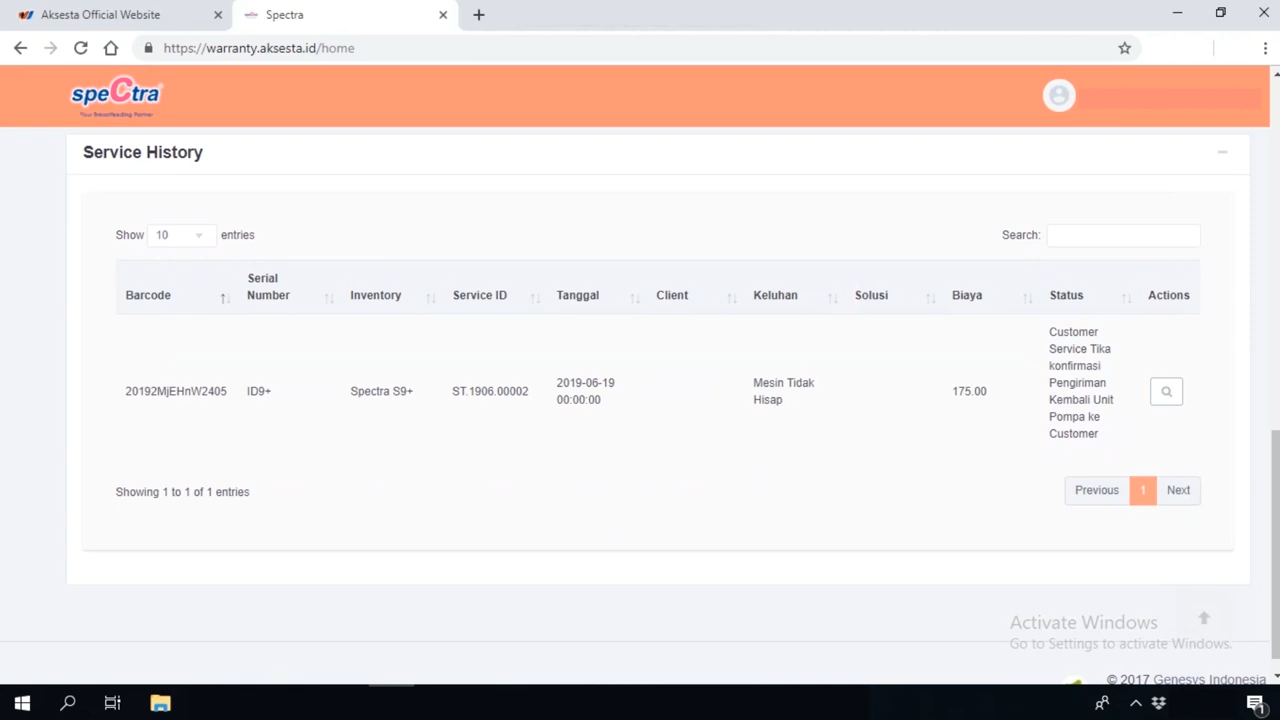 Aksesta Official Website
Spectra
https://warranty.aksesta.id/home
speCtra
Your Breastfeeding Partner
Service History
Show 10 entries
Search:
Barcode
Serial
Number
Inventory
Service ID
Tanggal
Client
Keluhan
Solusi
Biaya
Status
Actions
20192MjEHnW2405
ID9+
Spectra S9+
ST.1906.00002
2019-06-19
00:00:00
Mesin Tidak
Hisap
175.00
Customer
Service Tika
konfirmasi
Pengiriman
Kembali Unit
Pompa ke
Customer
Showing 1 to 1 of 1 entries
Previous 1 Next
Activate Windows
Go to Settings to activate Windows.
© 2017 Genesys Indonesia
1